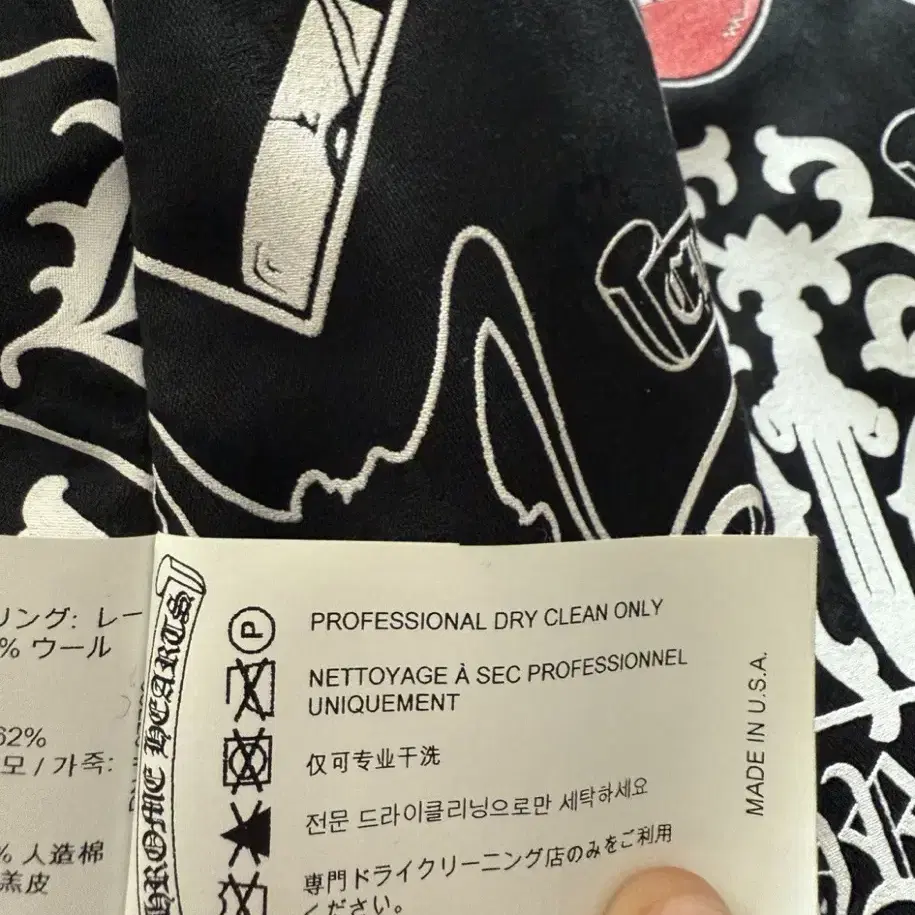 リング: レー
% ウール
62%
모 / 가죽:
% 人造棉
羔皮
CHROME HEARTS
P
PROFESSIONAL DRY CLEAN ONLY
NETTOYAGE À SEC PROFESSIONNEL
UNIQUEMENT
仅可专业干洗
전문 드라이클리닝으로만 세탁하세요
専門ドライクリーニング店のみをご利用
ください。
MADE IN U.S.A.